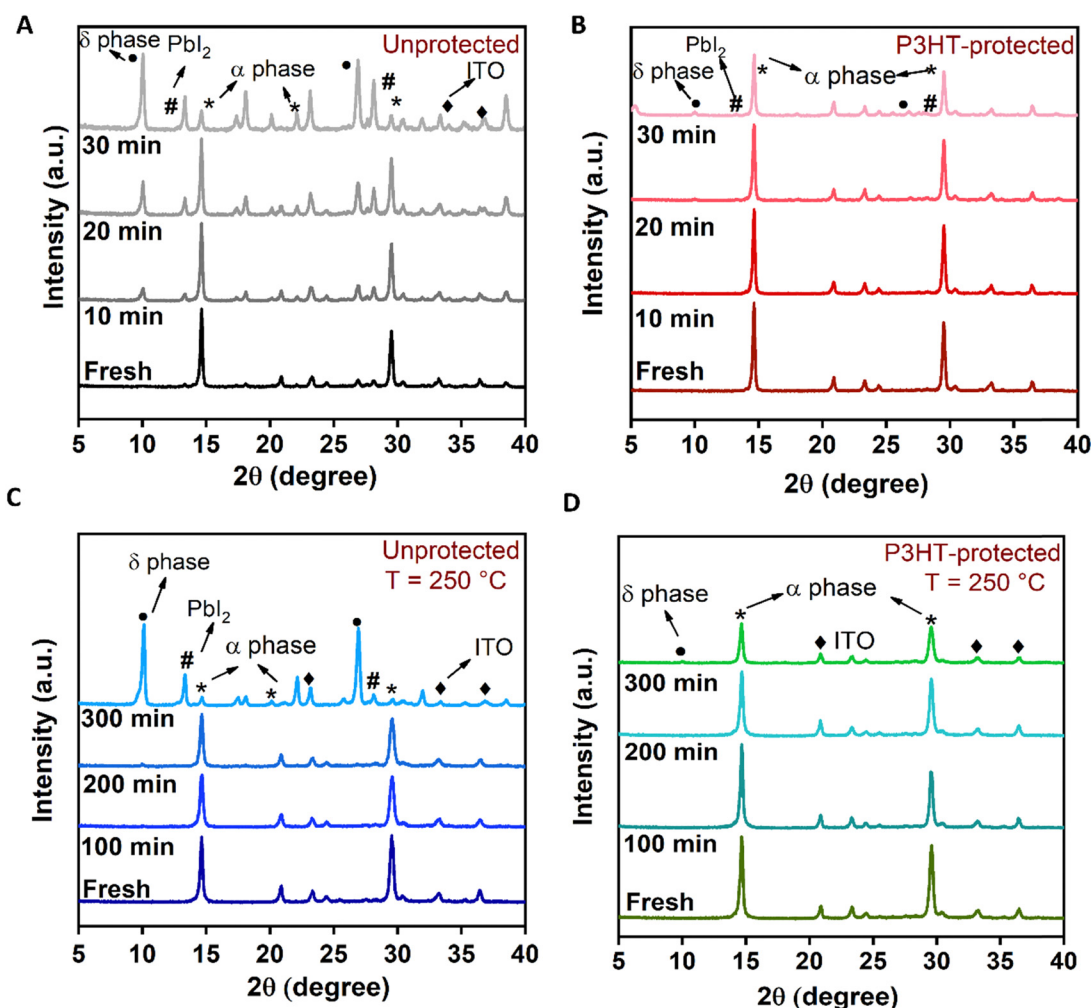 A
Unprotected
δ phase
PbI2
α phase
ITO
#
*
*
#
*
30 min
20 min
10 min
Fresh
Intensity (a.u.)
5 10 15 20 25 30 35 40
2θ (degree)
B
P3HT-protected
PbI2
δ phase
α phase
#
*
#
*
30 min
20 min
10 min
Fresh
Intensity (a.u.)
5 10 15 20 25 30 35 40
2θ (degree)
C
Unprotected
T = 250 °C
δ phase
PbI2
α phase
ITO
#
*
*
#
*
300 min
200 min
100 min
Fresh
Intensity (a.u.)
5 10 15 20 25 30 35 40
2θ (degree)
D
P3HT-protected
T = 250 °C
δ phase
α phase
ITO
*
*
300 min
200 min
100 min
Fresh
Intensity (a.u.)
5 10 15 20 25 30 35 40
2θ (degree)